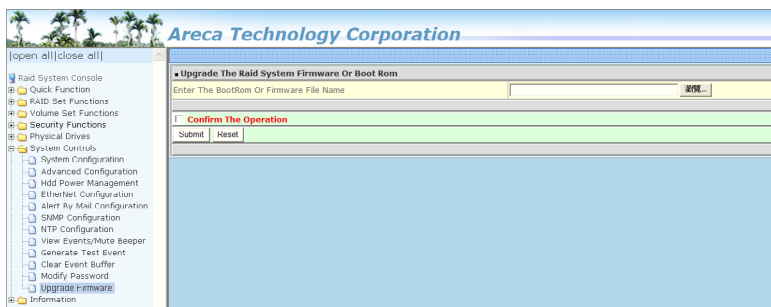 Areca Technology Corporation
|open all|close all|
Raid System Console
Quick Function
RAID Set Functions
Volume Set Functions
Security Functions
Physical Drives
System Controls
System Configuration
Advanced Configuration
Hdd Power Management
EtherNet Configuration
Alert By Mail Configuration
SNMP Configuration
NTP Configuration
View Events/Mute Beeper
Generate Test Event
Clear Event Buffer
Modify Password
Upgrade Firmware
Information
Upgrade The Raid System Firmware Or Boot Rom
Enter The BootRom Or Firmware File Name
瀏覽...
Confirm The Operation
Submit Reset